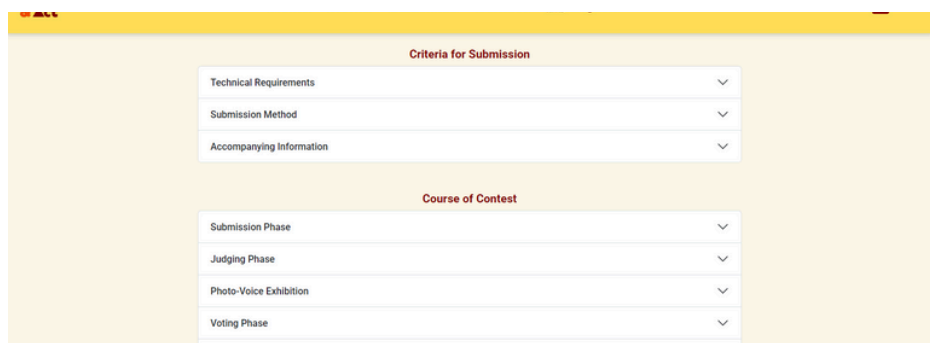 Criteria for Submission
Technical Requirements
Submission Method
Accompanying Information
Course of Contest
Submission Phase
Judging Phase
Photo-Voice Exhibition
Voting Phase